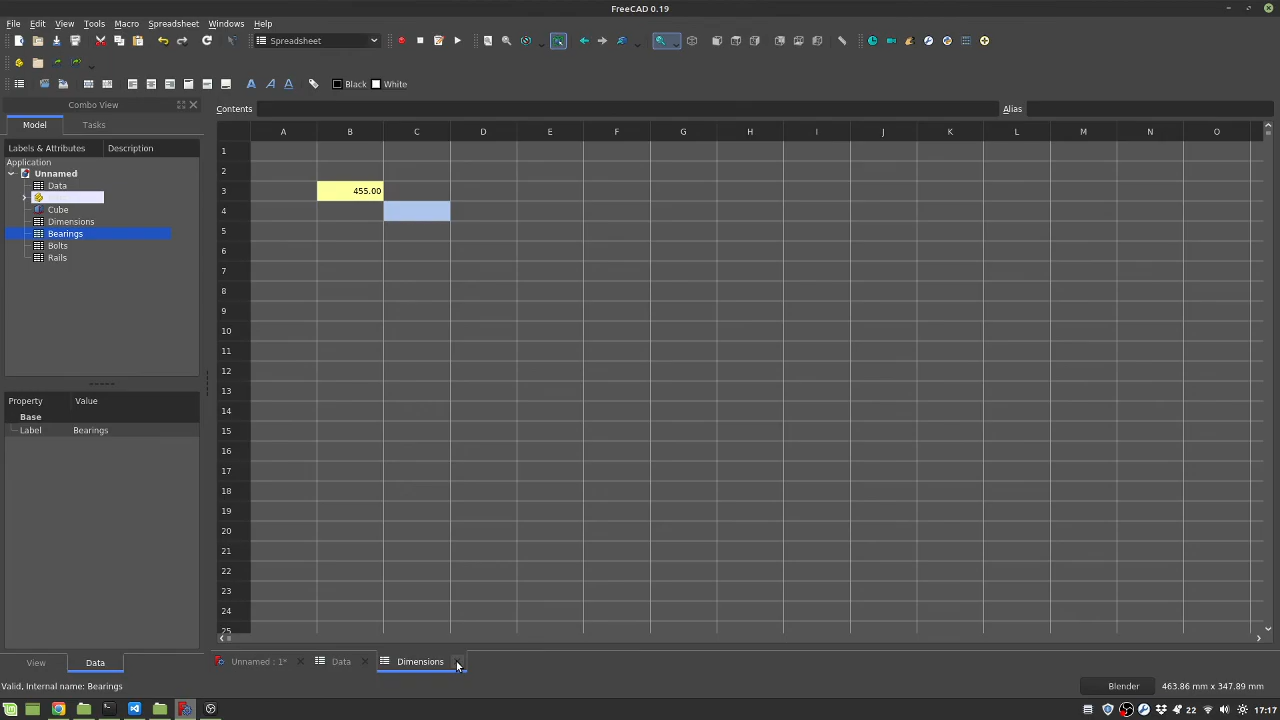 FreeCAD 0.19
File Edit View Tools Macro Spreadsheet Windows Help
Spreadsheet
A A A Black White
Combo View
Contents
Alias
Model Tasks
Labels & Attributes Description
Application
Unnamed
Data
Cube
Dimensions
Bearings
Bolts
Rails
A B C D E F G H I J K L M N O
1
2
3 455.00
4
5
6
7
8
9
10
11
12
13
14
15
16
17
18
19
20
21
22
23
24
25
Property Value
Base
Label Bearings
View Data
Unnamed : 1* Data Dimensions
Valid, Internal name: Bearings
Blender 463.86 mm x 347.89 mm
22 17:17